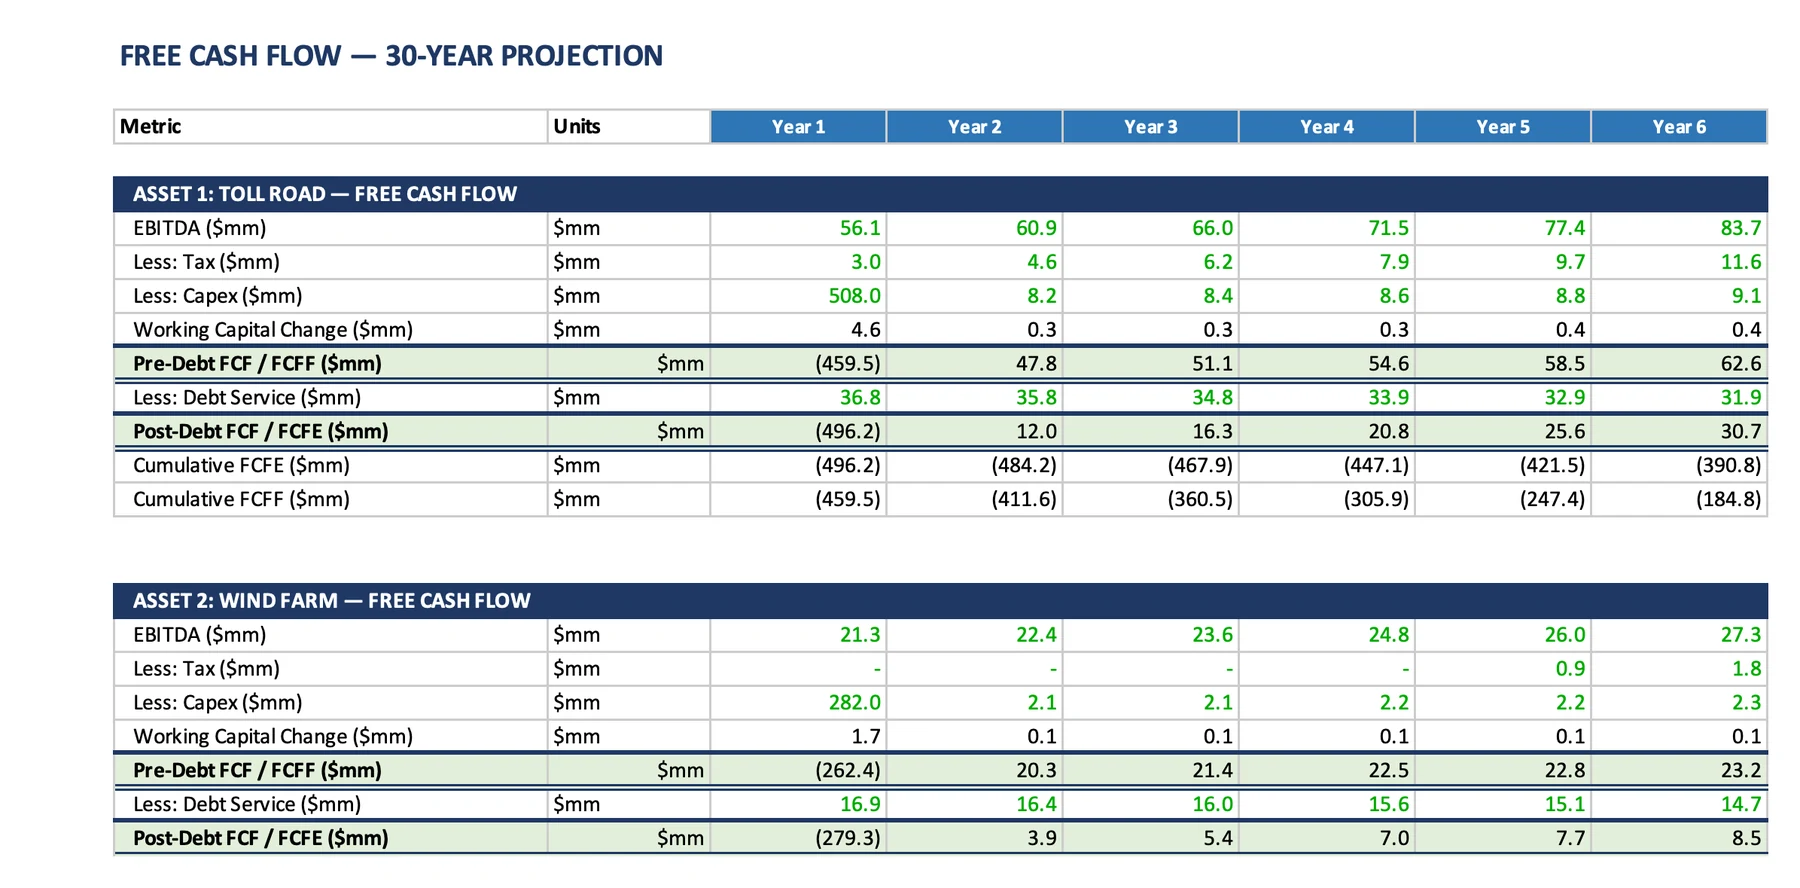 FREE CASH FLOW — 30-YEAR PROJECTION
Metric Units Year 1 Year 2 Year 3 Year 4 Year 5 Year 6
ASSET 1: TOLL ROAD — FREE CASH FLOW
EBITDA ($mm) $mm 56.1 60.9 66.0 71.5 77.4 83.7
Less: Tax ($mm) $mm 3.0 4.6 6.2 7.9 9.7 11.6
Less: Capex ($mm) $mm 508.0 8.2 8.4 8.6 8.8 9.1
Working Capital Change ($mm) $mm 4.6 0.3 0.3 0.3 0.4 0.4
Pre-Debt FCF / FCFF ($mm) $mm (459.5) 47.8 51.1 54.6 58.5 62.6
Less: Debt Service ($mm) $mm 36.8 35.8 34.8 33.9 32.9 31.9
Post-Debt FCF / FCFE ($mm) $mm (496.2) 12.0 16.3 20.8 25.6 30.7
Cumulative FCFE ($mm) $mm (496.2) (484.2) (467.9) (447.1) (421.5) (390.8)
Cumulative FCFF ($mm) $mm (459.5) (411.6) (360.5) (305.9) (247.4) (184.8)
ASSET 2: WIND FARM — FREE CASH FLOW
EBITDA ($mm) $mm 21.3 22.4 23.6 24.8 26.0 27.3
Less: Tax ($mm) $mm - - - - 0.9 1.8
Less: Capex ($mm) $mm 282.0 2.1 2.1 2.2 2.2 2.3
Working Capital Change ($mm) $mm 1.7 0.1 0.1 0.1 0.1 0.1
Pre-Debt FCF / FCFF ($mm) $mm (262.4) 20.3 21.4 22.5 22.8 23.2
Less: Debt Service ($mm) $mm 16.9 16.4 16.0 15.6 15.1 14.7
Post-Debt FCF / FCFE ($mm) $mm (279.3) 3.9 5.4 7.0 7.7 8.5